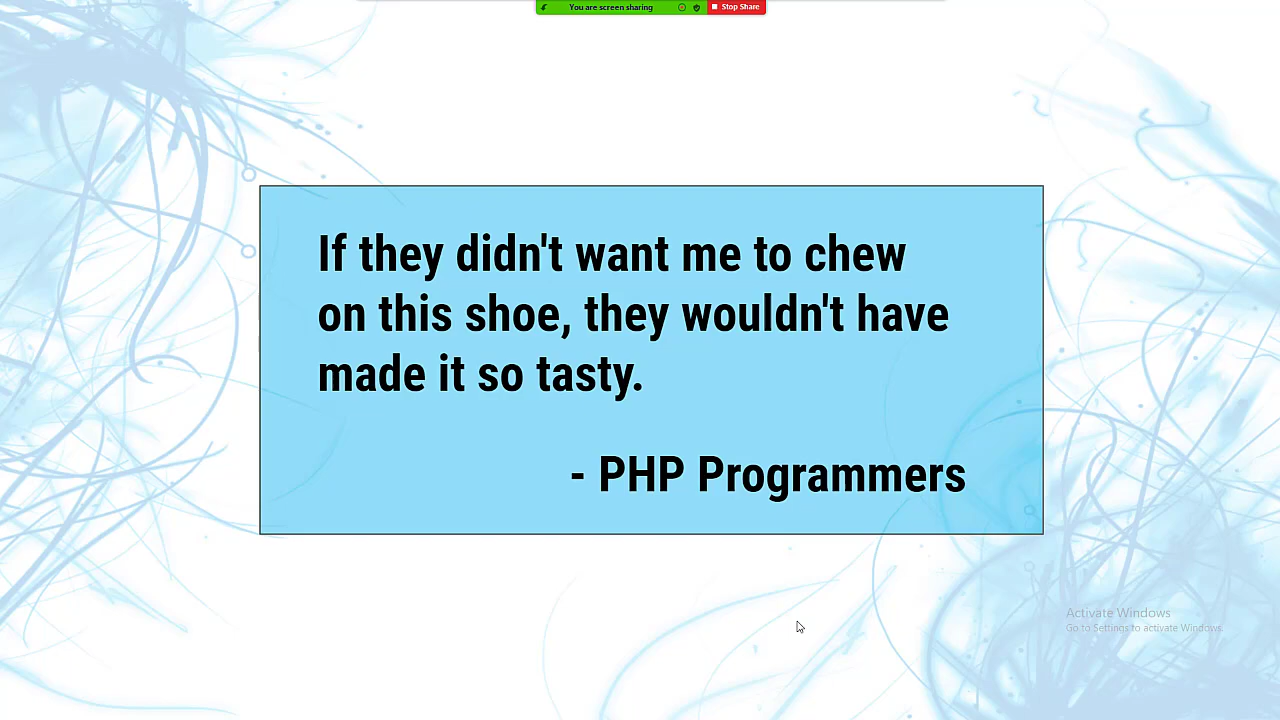 You are screen sharing
Stop Share
If they didn't want me to chew
on this shoe, they wouldn't have
made it so tasty.
- PHP Programmers
Activate Windows
Go to Settings to activate Windows.